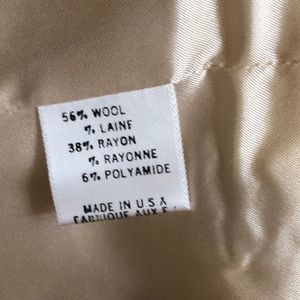 56% WOOL
% LAINF
38% RAYON
% RAYONNE
6% POLYAMIDE
MADE IN U.S.A
FABRIQUE AUX E